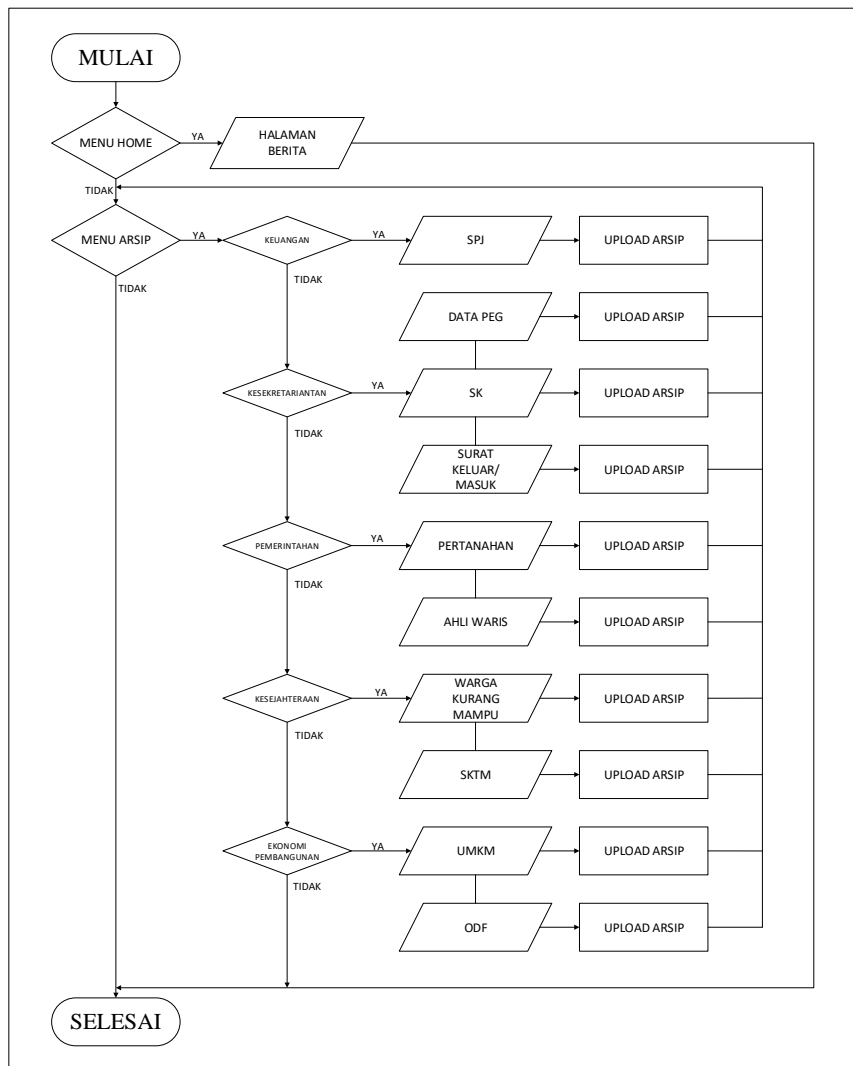 MULAI
MENU HOME
YA
HALAMAN
BERITA
TIDAK
MENU ARSIP
YA
KEUANGAN
YA
SPJ
UPLOAD ARSIP
TIDAK
TIDAK
DATA PEG
UPLOAD ARSIP
KESEKRETARIANTAN
YA
SK
UPLOAD ARSIP
TIDAK
SURAT
KELUAR/
MASUK
UPLOAD ARSIP
PEMERINTAHAN
YA
PERTANAHAN
UPLOAD ARSIP
TIDAK
AHLI WARIS
UPLOAD ARSIP
KESEJAHTERAAN
YA
WARGA
KURANG
MAMPU
UPLOAD ARSIP
TIDAK
SKTM
UPLOAD ARSIP
EKONOMI
PEMBANGUNAN
YA
UMKM
UPLOAD ARSIP
TIDAK
ODF
UPLOAD ARSIP
SELESAI